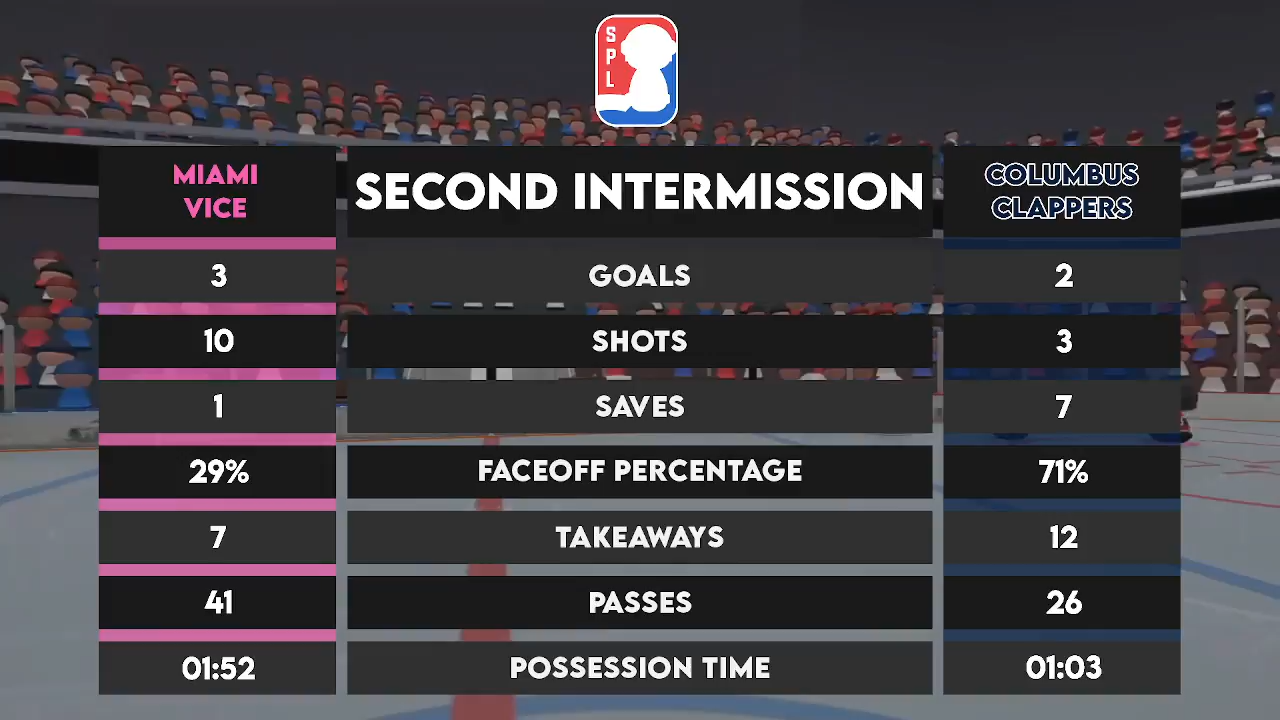 SPL
MIAMI
VICE
SECOND INTERMISSION
COLUMBUS
CLAPPERS
3 GOALS 2
10 SHOTS 3
1 SAVES 7
29% FACEOFF PERCENTAGE 71%
7 TAKEAWAYS 12
41 PASSES 26
01:52 POSSESSION TIME 01:03